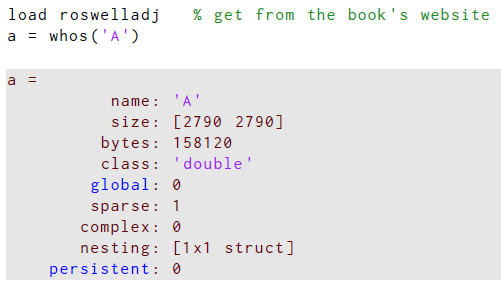 load roswelladj   % get from the book's website
a = whos('A')
a =
name: 'A'
size: [2790 2790]
bytes: 158120
class: 'double'
global: 0
sparse: 1
complex: 0
nesting: [1x1 struct]
persistent: 0